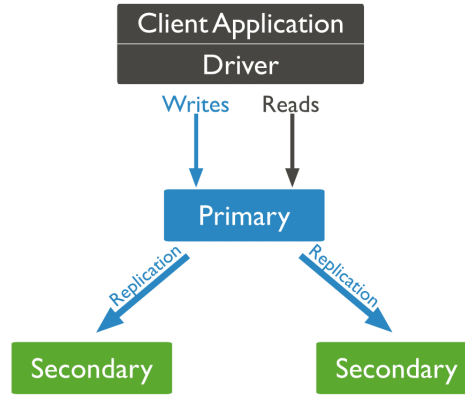 Client Application
Driver
Writes Reads
Primary
Replication Replication
Secondary Secondary